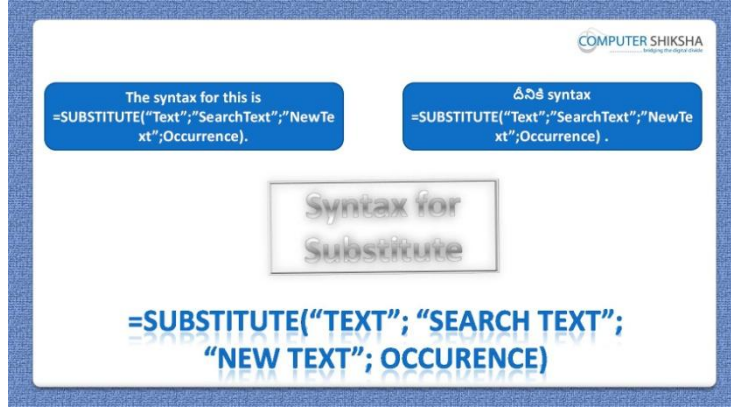 COMPUTER SHIKSHA
bridging the digital divide
The syntax for this is
=SUBSTITUTE(“Text”;”SearchText”;”NewTe
xt”;Occurrence).
దీనికి syntax
=SUBSTITUTE(“Text”;”SearchText”;”NewTe
xt”;Occurrence) .
Syntax for
Substitute
=SUBSTITUTE(“TEXT”; “SEARCH TEXT”;
“NEW TEXT”; OCCURENCE)